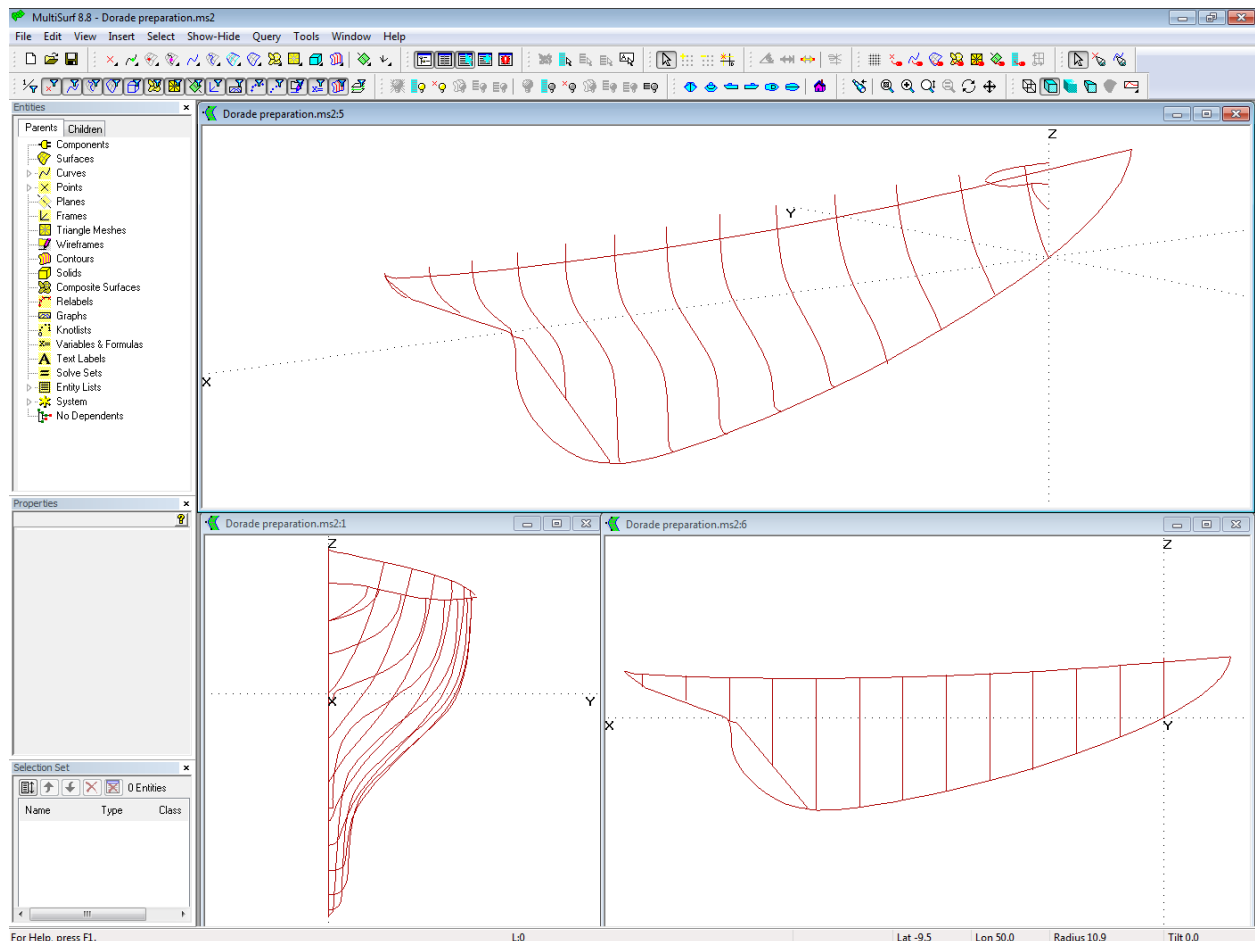 MultiSurf 8.8 - Dorade preparation.ms2
File Edit View Insert Select Show-Hide Query Tools Window Help
Entities
Parents Children
Components
Surfaces
Curves
Points
Planes
Frames
Triangle Meshes
Wireframes
Contours
Solids
Composite Surfaces
Relabels
Graphs
Knotlists
Variables & Formulas
Text Labels
Solve Sets
Entity Lists
System
No Dependents
Properties
Selection Set
0 Entities
Name Type Class
Dorade preparation.ms2:5
Z
Y
X
Dorade preparation.ms2:1
Z
X
Y
Dorade preparation.ms2:6
Z
X
Y
For Help, press F1. L:0 Lat -9.5 Lon 50.0 Radius 10.9 Tilt 0.0